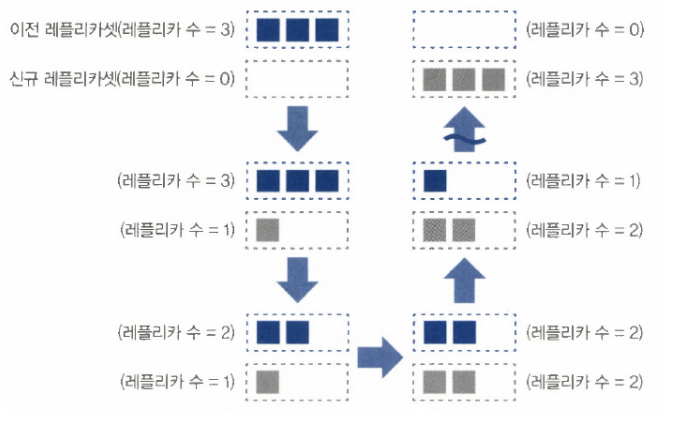 이전 레플리카셋(레플리카 수 = 3)
신규 레플리카셋(레플리카 수 = 0)
(레플리카 수 = 3)
(레플리카 수 = 1)
(레플리카 수 = 2)
(레플리카 수 = 1)
(레플리카 수 = 2)
(레플리카 수 = 2)
(레플리카 수 = 1)
(레플리카 수 = 2)
(레플리카 수 = 0)
(레플리카 수 = 3)